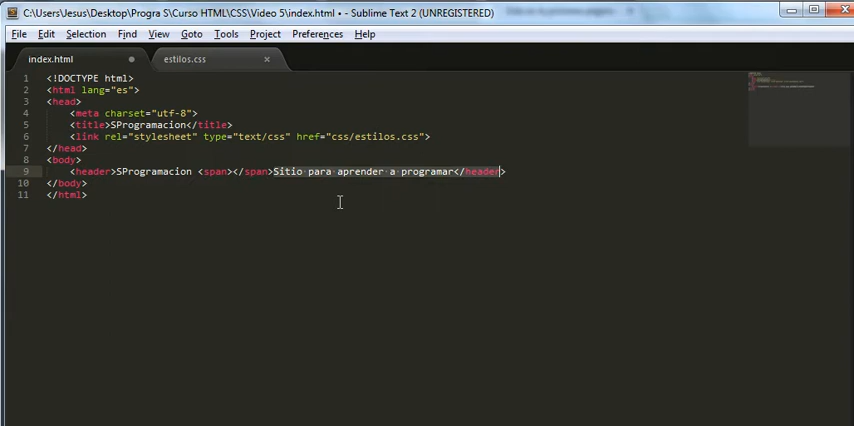 C:\Users\Jesus\Desktop\Progra S\Curso HTML\CSS\Video 5\index.html • - Sublime Text 2 (UNREGISTERED)
File Edit Selection Find View Goto Tools Project Preferences Help
index.html estilos.css
1 <!DOCTYPE html>
2 <html lang="es">
3 <head>
4 <meta charset="utf-8">
5 <title>SProgramacion</title>
6 <link rel="stylesheet" type="text/css" href="css/estilos.css">
7 </head>
8 <body>
9 <header>SProgramacion <span></span>Sitio para aprender a programar</header>
10 </body>
11 </html>